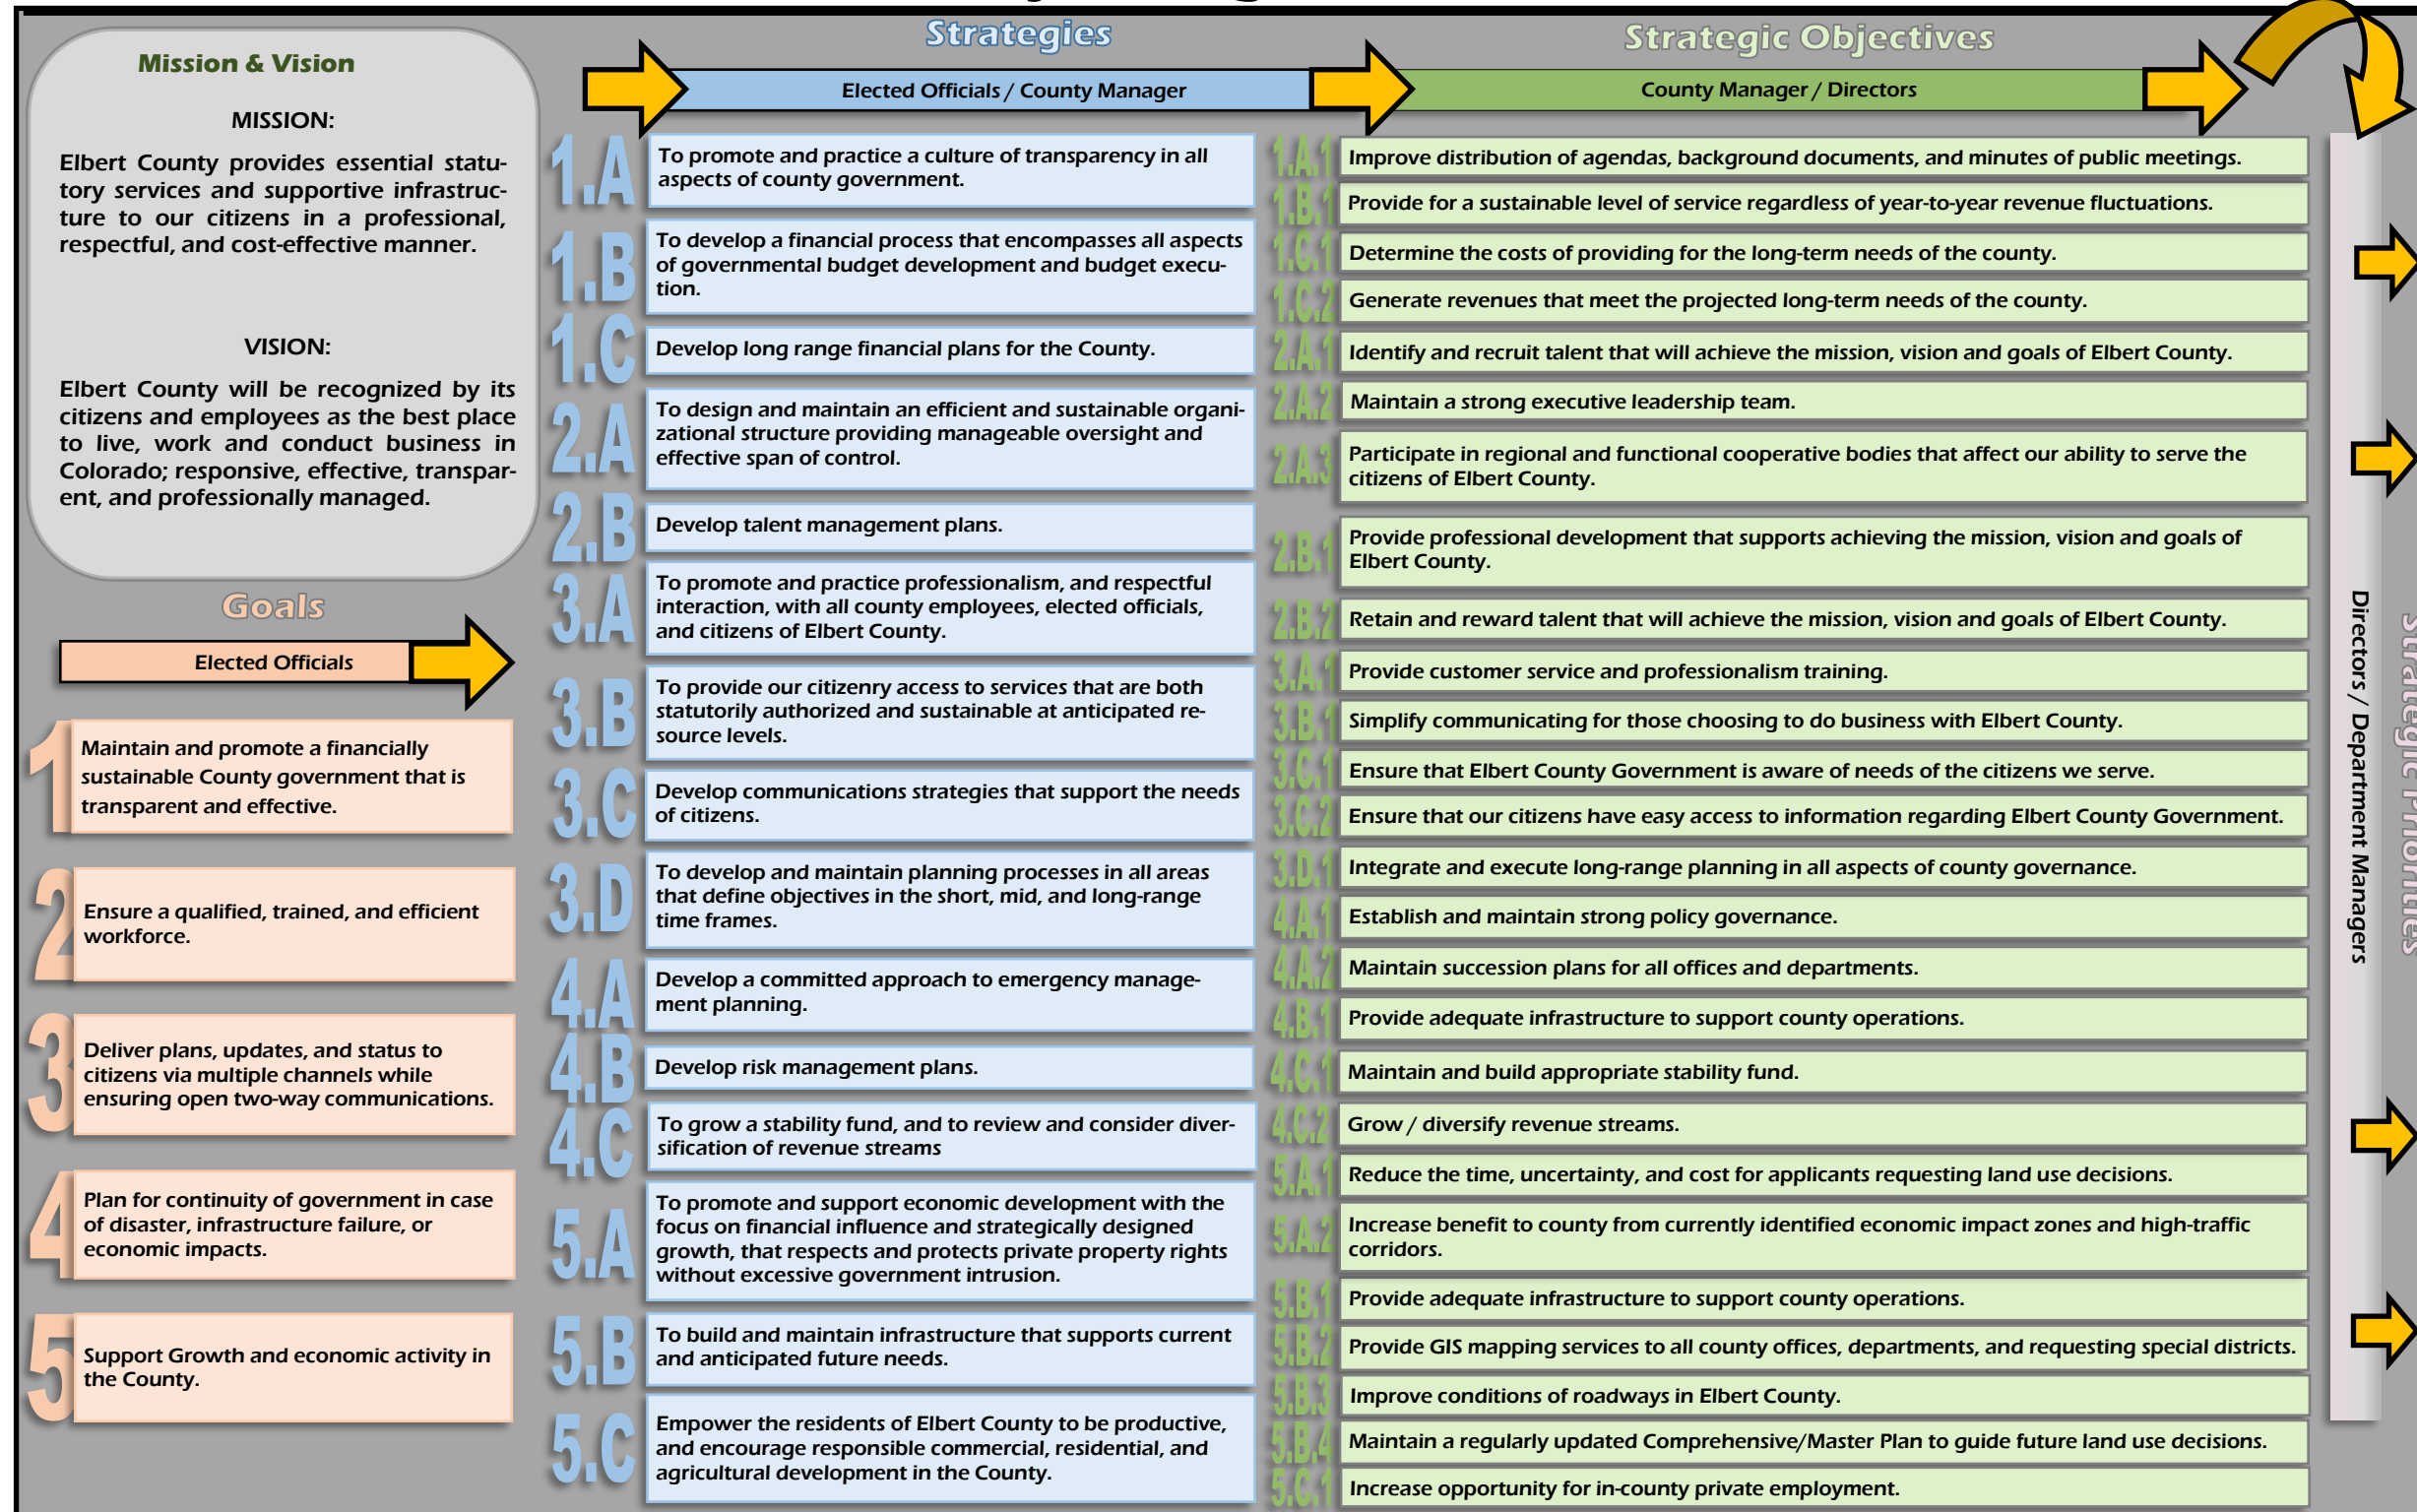 Mission & Vision
MISSION:
Elbert County provides essential statu-
tory services and supportive infrastruc-
ture to our citizens in a professional,
respectful, and cost-effective manner.
VISION:
Elbert County will be recognized by its
citizens and employees as the best place
to live, work and conduct business in
Colorado; responsive, effective, transpar-
ent, and professionally managed.
Goals
Elected Officials
1
Maintain and promote a financially
sustainable County government that is
transparent and effective.
2
Ensure a qualified, trained, and efficient
workforce.
3
Deliver plans, updates, and status to
citizens via multiple channels while
ensuring open two-way communications.
4
Plan for continuity of government in case
of disaster, infrastructure failure, or
economic impacts.
5
Support Growth and economic activity in
the County.
Strategies
Elected Officials / County Manager
1.A
To promote and practice a culture of transparency in all
aspects of county government.
1.B
To develop a financial process that encompasses all aspects
of governmental budget development and budget execu-
tion.
1.C
Develop long range financial plans for the County.
2.A
To design and maintain an efficient and sustainable organi-
zational structure providing manageable oversight and
effective span of control.
2.B
Develop talent management plans.
3.A
To promote and practice professionalism, and respectful
interaction, with all county employees, elected officials,
and citizens of Elbert County.
3.B
To provide our citizenry access to services that are both
statutorily authorized and sustainable at anticipated re-
source levels.
3.C
Develop communications strategies that support the needs
of citizens.
3.D
To develop and maintain planning processes in all areas
that define objectives in the short, mid, and long-range
time frames.
4.A
Develop a committed approach to emergency manage-
ment planning.
4.B
Develop risk management plans.
4.C
To grow a stability fund, and to review and consider diver-
sification of revenue streams
5.A
To promote and support economic development with the
focus on financial influence and strategically designed
growth, that respects and protects private property rights
without excessive government intrusion.
5.B
To build and maintain infrastructure that supports current
and anticipated future needs.
5.C
Empower the residents of Elbert County to be productive,
and encourage responsible commercial, residential, and
agricultural development in the County.
Strategic Objectives
County Manager / Directors
1.A.1
Improve distribution of agendas, background documents, and minutes of public meetings.
1.B.1
Provide for a sustainable level of service regardless of year-to-year revenue fluctuations.
1.C.1
Determine the costs of providing for the long-term needs of the county.
1.C.2
Generate revenues that meet the projected long-term needs of the county.
2.A.1
Identify and recruit talent that will achieve the mission, vision and goals of Elbert County.
2.A.2
Maintain a strong executive leadership team.
2.A.3
Participate in regional and functional cooperative bodies that affect our ability to serve the
citizens of Elbert County.
2.B.1
Provide professional development that supports achieving the mission, vision and goals of
Elbert County.
2.B.2
Retain and reward talent that will achieve the mission, vision and goals of Elbert County.
3.A.1
Provide customer service and professionalism training.
3.B.1
Simplify communicating for those choosing to do business with Elbert County.
3.C.1
Ensure that Elbert County Government is aware of needs of the citizens we serve.
3.C.2
Ensure that our citizens have easy access to information regarding Elbert County Government.
3.D.1
Integrate and execute long-range planning in all aspects of county governance.
4.A.1
Establish and maintain strong policy governance.
4.A.2
Maintain succession plans for all offices and departments.
4.B.1
Provide adequate infrastructure to support county operations.
4.C.1
Maintain and build appropriate stability fund.
4.C.2
Grow / diversify revenue streams.
5.A.1
Reduce the time, uncertainty, and cost for applicants requesting land use decisions.
5.A.2
Increase benefit to county from currently identified economic impact zones and high-traffic
corridors.
5.B.1
Provide adequate infrastructure to support county operations.
5.B.2
Provide GIS mapping services to all county offices, departments, and requesting special districts.
5.B.3
Improve conditions of roadways in Elbert County.
5.B.4
Maintain a regularly updated Comprehensive/Master Plan to guide future land use decisions.
5.C.1
Increase opportunity for in-county private employment.
Directors / Department Managers
Strategic Priorities